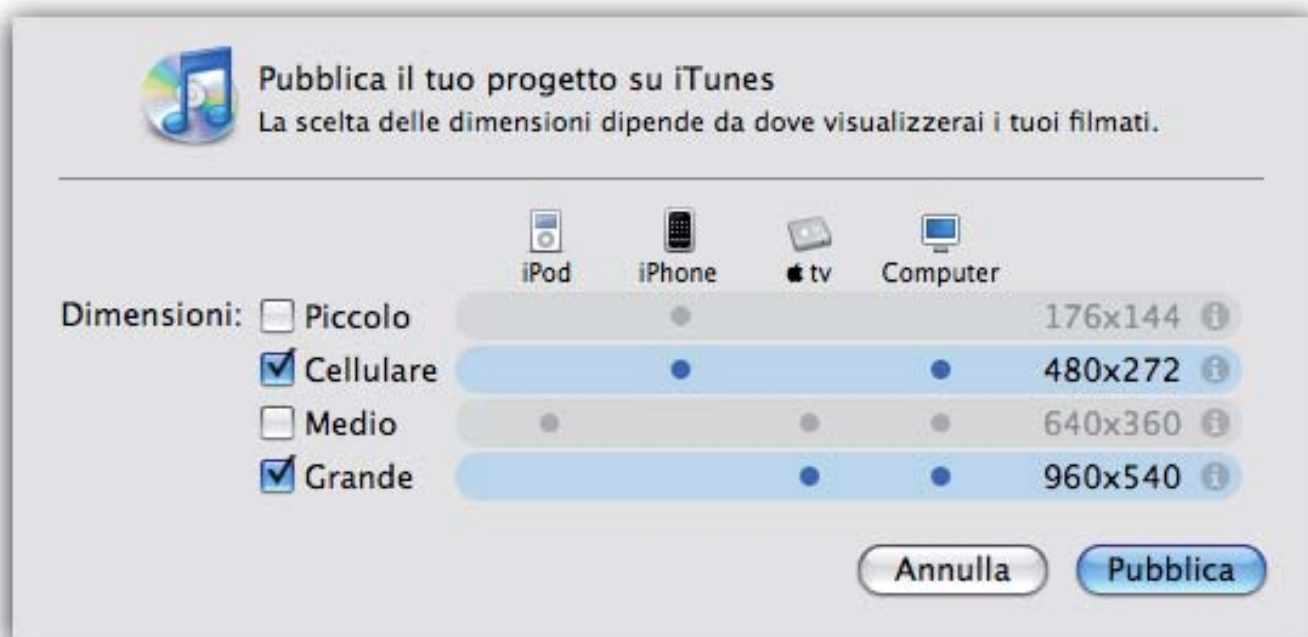 Pubblica il tuo progetto su iTunes
La scelta delle dimensioni dipende da dove visualizzerai i tuoi filmati.
iPod iPhone tv Computer
Dimensioni: Piccolo 176x144
Cellulare 480x272
Medio 640x360
Grande 960x540
Annulla Pubblica